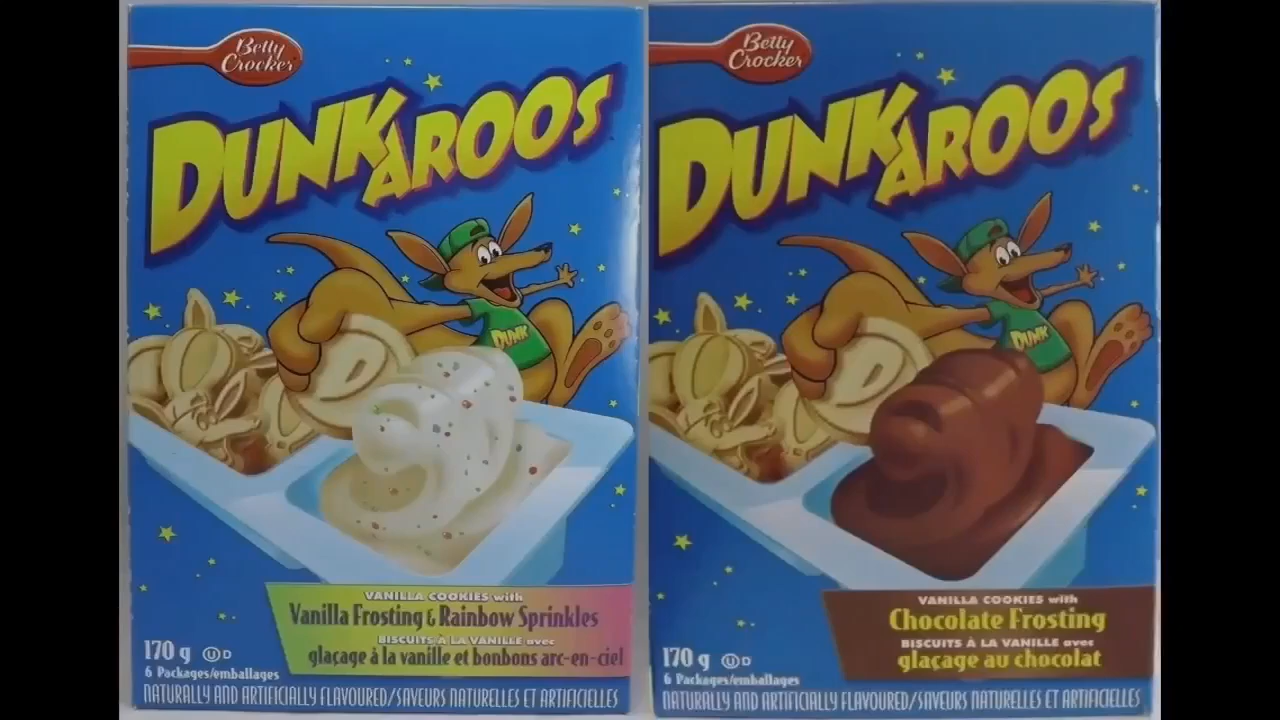 Betty
Crocker
DUNKAROOS
DUNK
D
VANILLA COOKIES with
Vanilla Frosting & Rainbow Sprinkles
BISCUITS À LA VANILLE avec
glaçage à la vanille et bonbons arc-en-ciel
170 g U D
6 Packages/emballages
NATURALLY AND ARTIFICIALLY FLAVOURED/SAVEURS NATURELLES ET ARTIFICIELLES
Betty
Crocker
DUNKAROOS
DUNK
D
VANILLA COOKIES with
Chocolate Frosting
BISCUITS À LA VANILLE avec
glaçage au chocolat
170 g U D
6 Packages/emballages
NATURALLY AND ARTIFICIALLY FLAVOURED/SAVEURS NATURELLES ET ARTIFICIELLES